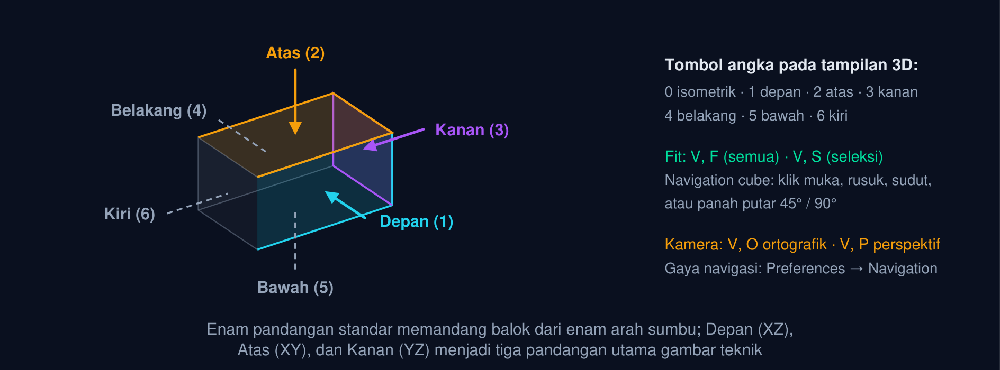 Atas (2)
Belakang (4)
Kanan (3)
Kiri (6)
Depan (1)
Bawah (5)
Tombol angka pada tampilan 3D:
0 isometrik · 1 depan · 2 atas · 3 kanan
4 belakang · 5 bawah · 6 kiri
Fit: V, F (semua) · V, S (seleksi)
Navigation cube: klik muka, rusuk, sudut,
atau panah putar 45° / 90°
Kamera: V, O ortografik · V, P perspektif
Gaya navigasi: Preferences → Navigation
Enam pandangan standar memandang balok dari enam arah sumbu; Depan (XZ),
Atas (XY), dan Kanan (YZ) menjadi tiga pandangan utama gambar teknik